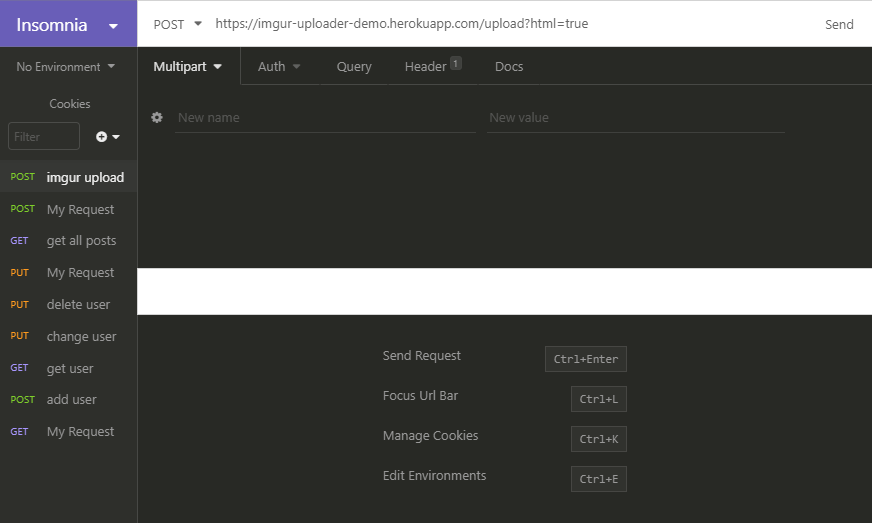 Insomnia
POST https://imgur-uploader-demo.herokuapp.com/upload?html=true Send
No Environment
Multipart Auth Query Header 1 Docs
Cookies
Filter
New name New value
POST imgur upload
POST My Request
GET get all posts
PUT My Request
PUT delete user
PUT change user
GET get user
POST add user
GET My Request
Send Request Ctrl+Enter
Focus Url Bar Ctrl+L
Manage Cookies Ctrl+K
Edit Environments Ctrl+E